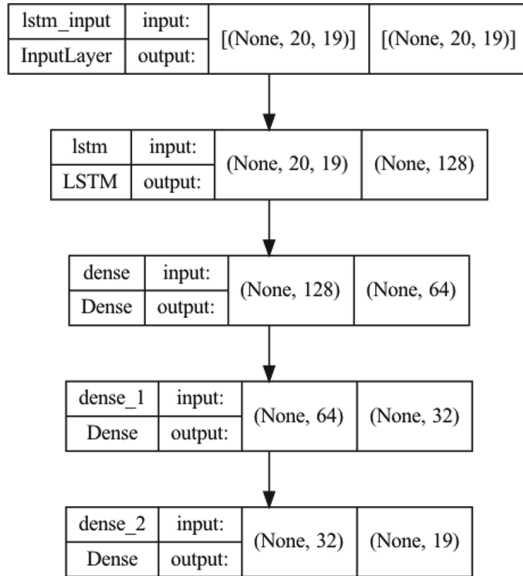 lstm_input input: [(None, 20, 19)] [(None, 20, 19)]
InputLayer output:
lstm input: (None, 20, 19) (None, 128)
LSTM output:
dense input: (None, 128) (None, 64)
Dense output:
dense_1 input: (None, 64) (None, 32)
Dense output:
dense_2 input: (None, 32) (None, 19)
Dense output: